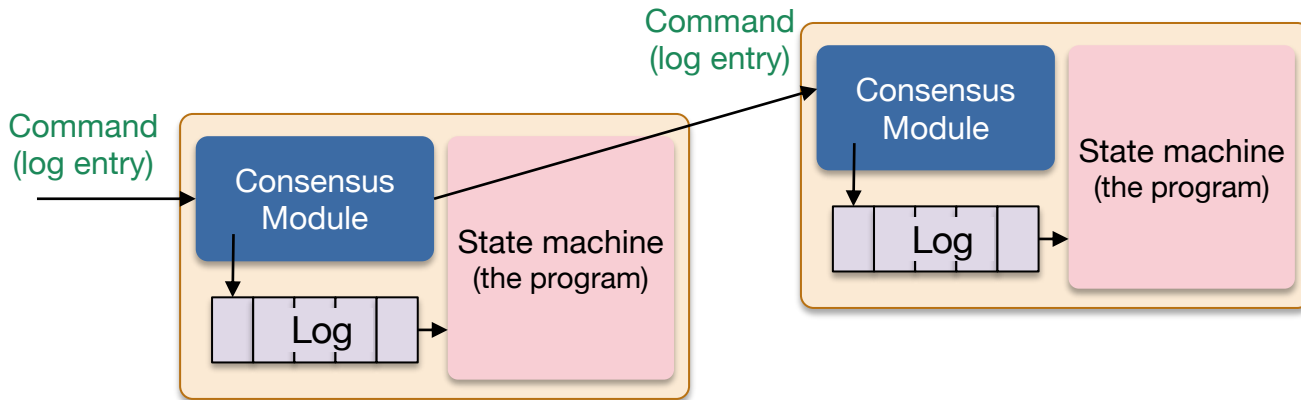 Command
(log entry)
Consensus
Module
Log
State machine
(the program)
Command
(log entry)
Consensus
Module
Log
State machine
(the program)